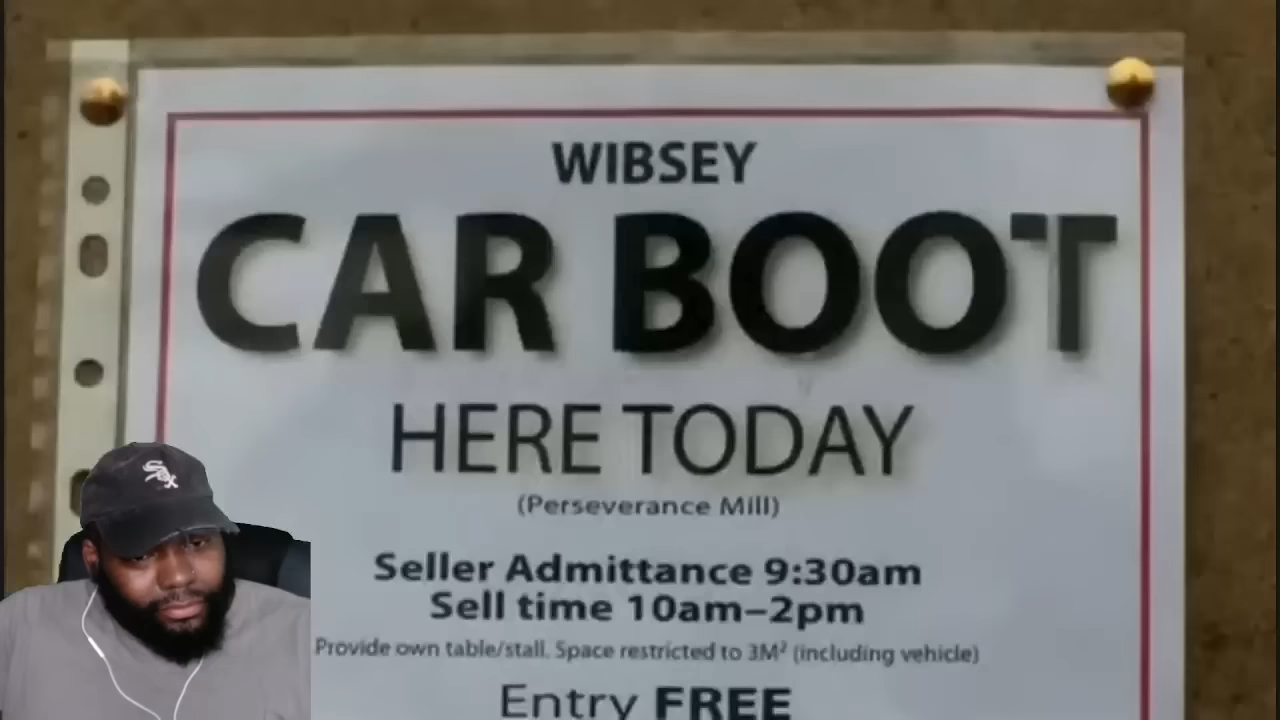 WIBSEY
CAR BOOT
HERE TODAY
(Perseverance Mill)
Seller Admittance 9:30am
Sell time 10am–2pm
Provide own table/stall. Space restricted to 3M² (including vehicle)
Entry FREE
Sox